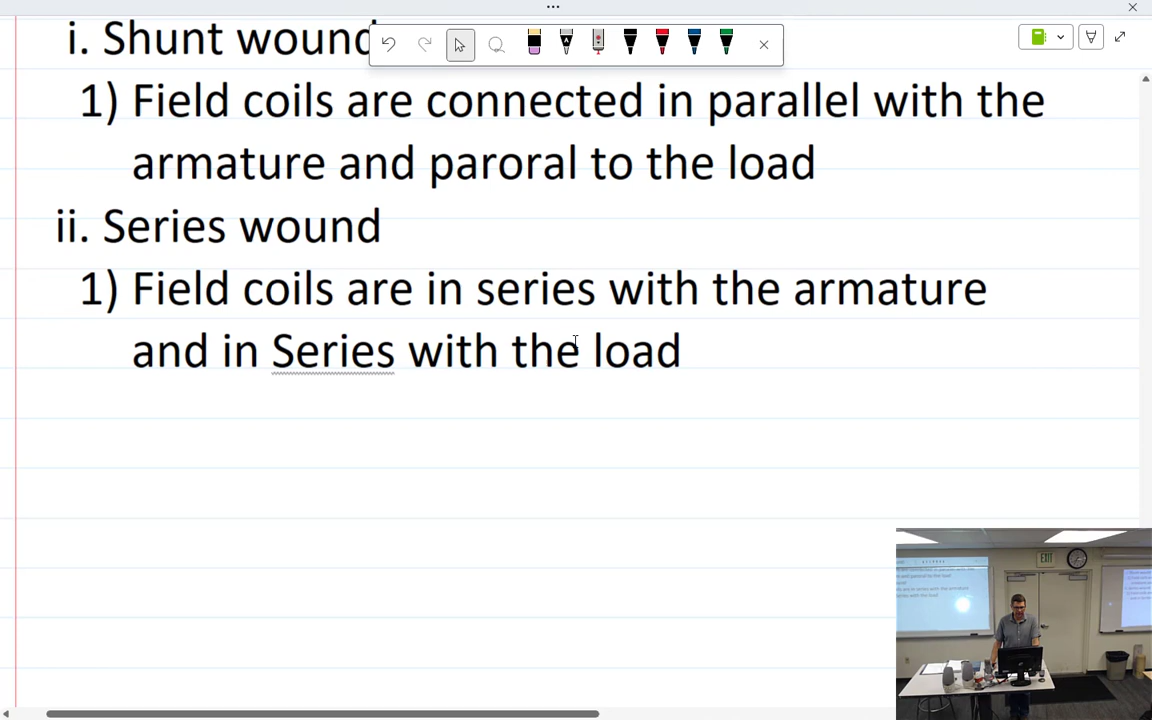 i. Shunt wound
1) Field coils are connected in parallel with the
armature and paroral to the load
ii. Series wound
1) Field coils are in series with the armature
and in Series with the load
EXIT